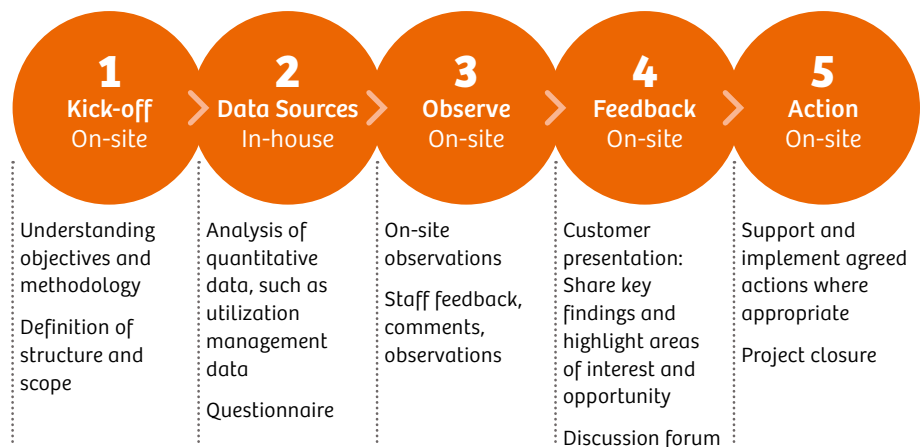 1
Kick-off
On-site
2
Data Sources
In-house
3
Observe
On-site
4
Feedback
On-site
5
Action
On-site
Understanding
objectives and
methodology
Definition of
structure and
scope
Analysis of
quantitative
data, such as
utilization
management
data
Questionnaire
On-site
observations
Staff feedback,
comments,
observations
Customer
presentation:
Share key
findings and
highlight areas
of interest and
opportunity
Discussion forum
Support and
implement agreed
actions where
appropriate
Project closure